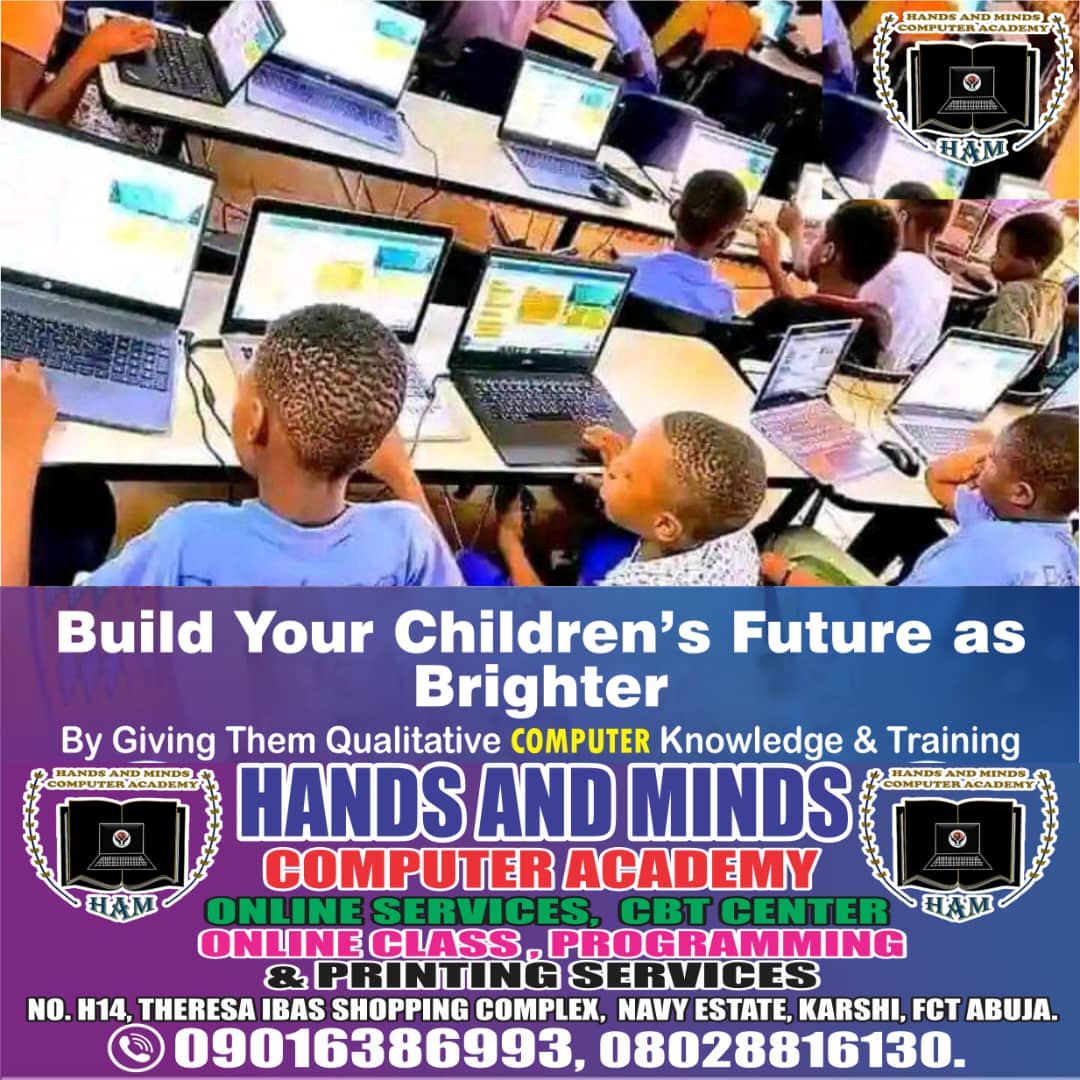 HANDS AND MINDS
COMPUTER ACADEMY
HAM
Build Your Children's Future as
Brighter
By Giving Them Qualitative COMPUTER Knowledge & Training
HANDS AND MINDS
COMPUTER ACADEMY
HAM
HANDS AND MINDS
COMPUTER ACADEMY
HAM
HANDS AND MINDS
COMPUTER ACADEMY
ONLINE SERVICES, CBT CENTER
ONLINE CLASS , PROGRAMMING
& PRINTING SERVICES
NO. H14, THERESA IBAS SHOPPING COMPLEX, NAVY ESTATE, KARSHI, FCT ABUJA.
09016386993, 08028816130.